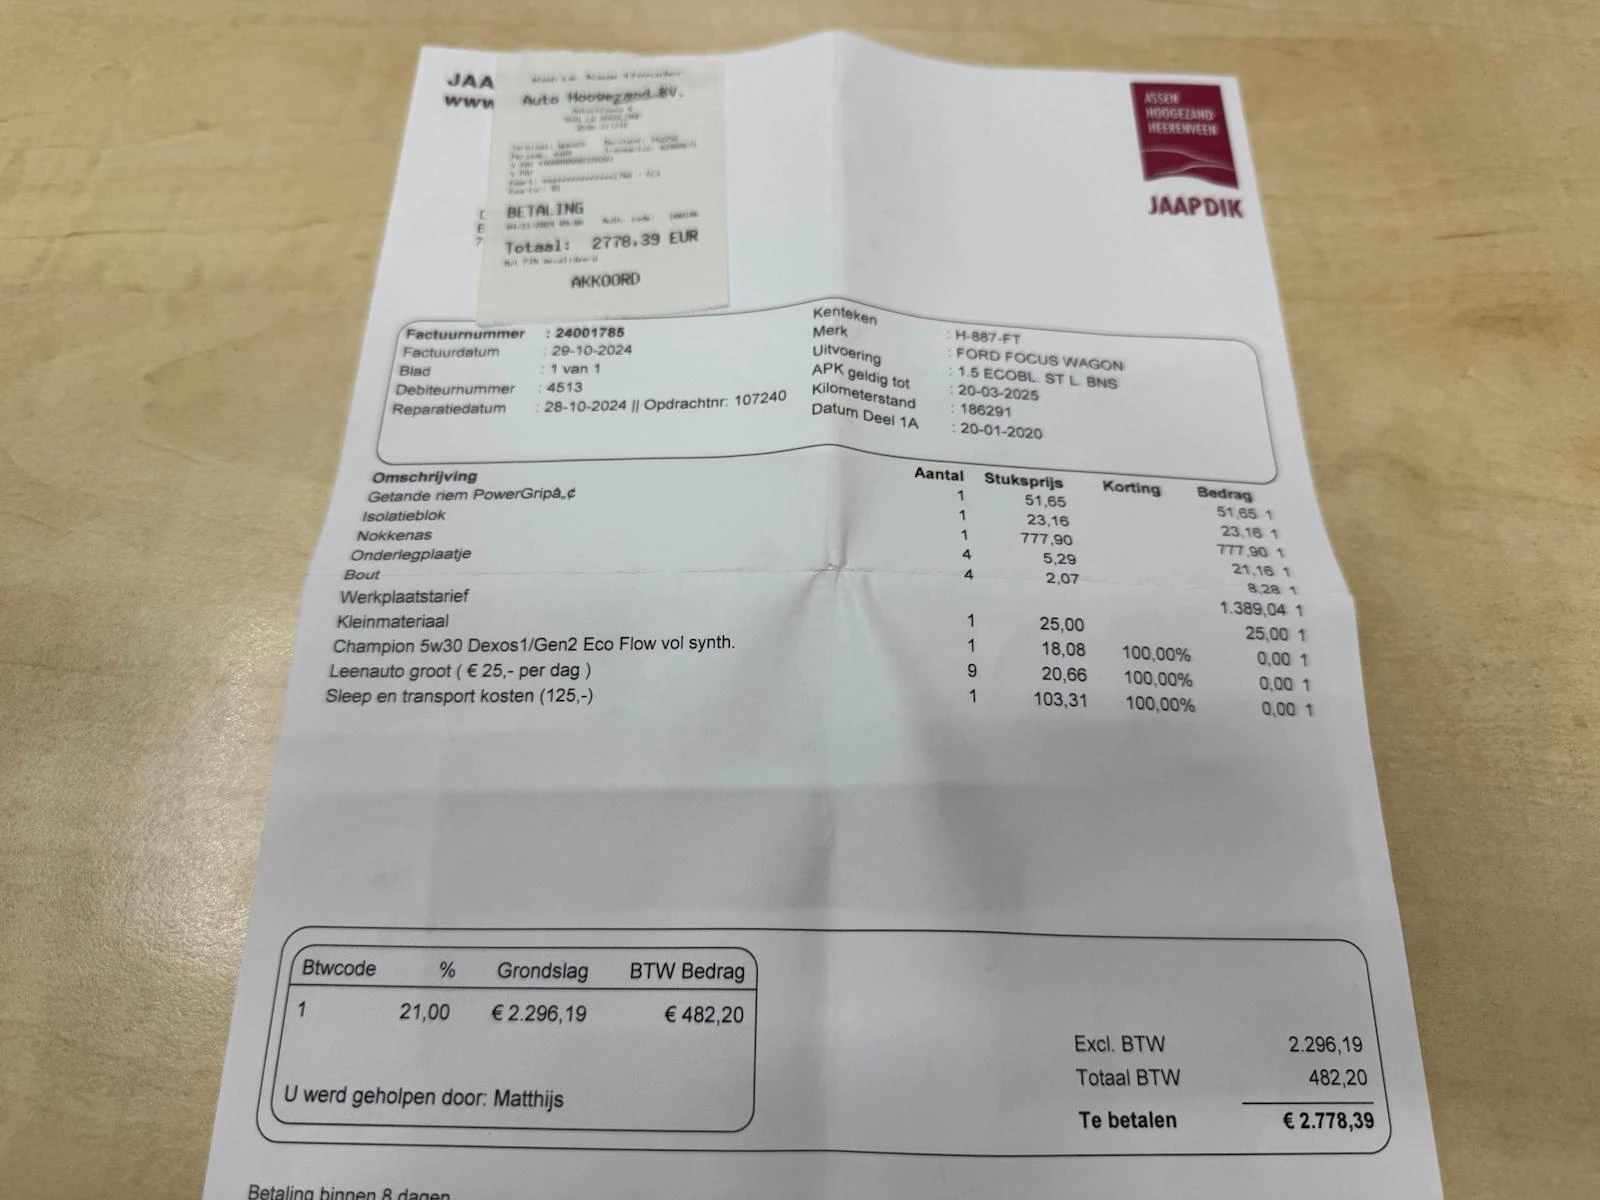 JAA
www
Auto Hoogezand BV.
BETALING
Totaal: 2778,39 EUR
AKKOORD
ASSEN
HOOGEZAND
HEERENVEEN
JAAPDIK
Factuurnummer : 24001785
Factuurdatum : 29-10-2024
Blad : 1 van 1
Debiteurnummer : 4513
Reparatiedatum : 28-10-2024 || Opdrachtnr: 107240
Kenteken : H-887-FT
Merk : FORD FOCUS WAGON
Uitvoering : 1.5 ECOBL. ST L. BNS
APK geldig tot : 20-03-2025
Kilometerstand : 186291
Datum Deel 1A : 20-01-2020
Omschrijving Aantal Stuksprijs Korting Bedrag
Getande riem PowerGripâ„¢ 1 51,65 51,65 1
Isolatieblok 1 23,16 23,16 1
Nokkenas 1 777,90 777,90 1
Onderlegplaatje 4 5,29 21,16 1
Bout 4 2,07 8,28 1
Werkplaatstarief 1.389,04 1
Kleinmateriaal 1 25,00 25,00 1
Champion 5w30 Dexos1/Gen2 Eco Flow vol synth. 1 18,08 100,00% 0,00 1
Leenauto groot ( € 25,- per dag ) 9 20,66 100,00% 0,00 1
Sleep en transport kosten (125,-) 1 103,31 100,00% 0,00 1
Btwcode % Grondslag BTW Bedrag
1 21,00 € 2.296,19 € 482,20
U werd geholpen door: Matthijs
Excl. BTW 2.296,19
Totaal BTW 482,20
Te betalen € 2.778,39
Betaling binnen 8 dagen